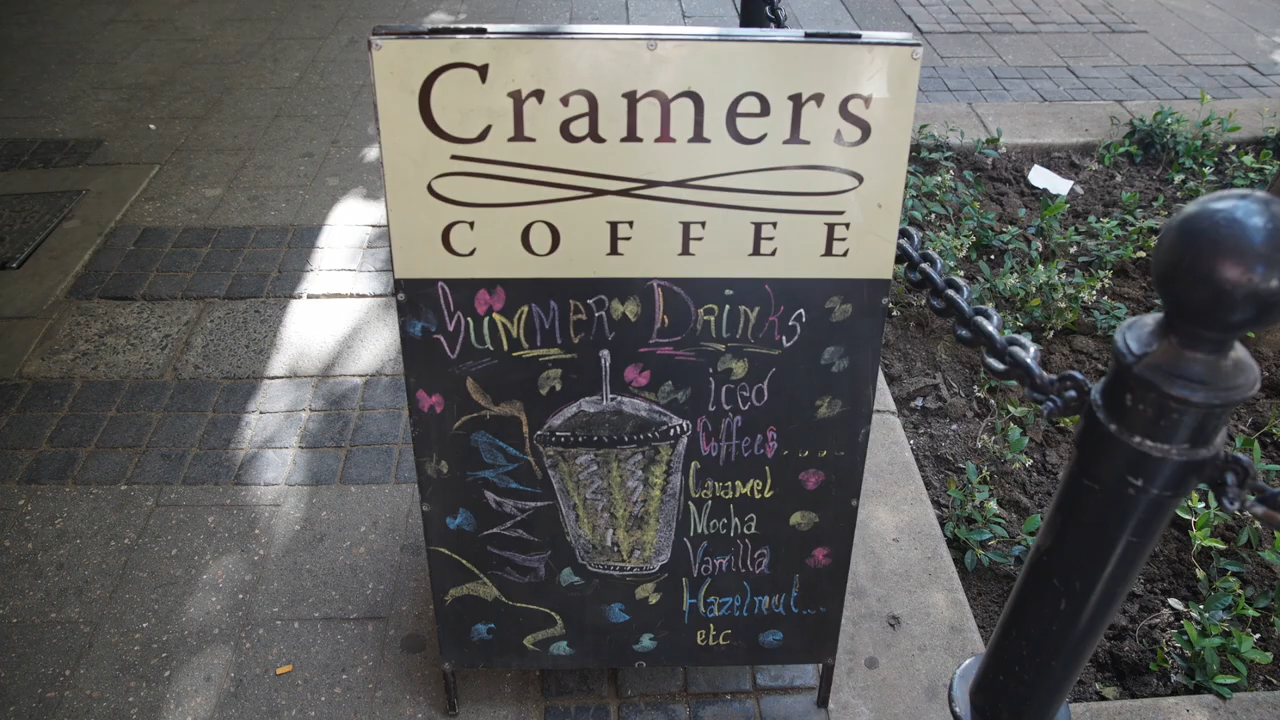 Cramers
COFFEE
SUMMER DRINKS
iced
Coffees....
Caramel
Mocha
Vanilla
Hazelnut...
etc